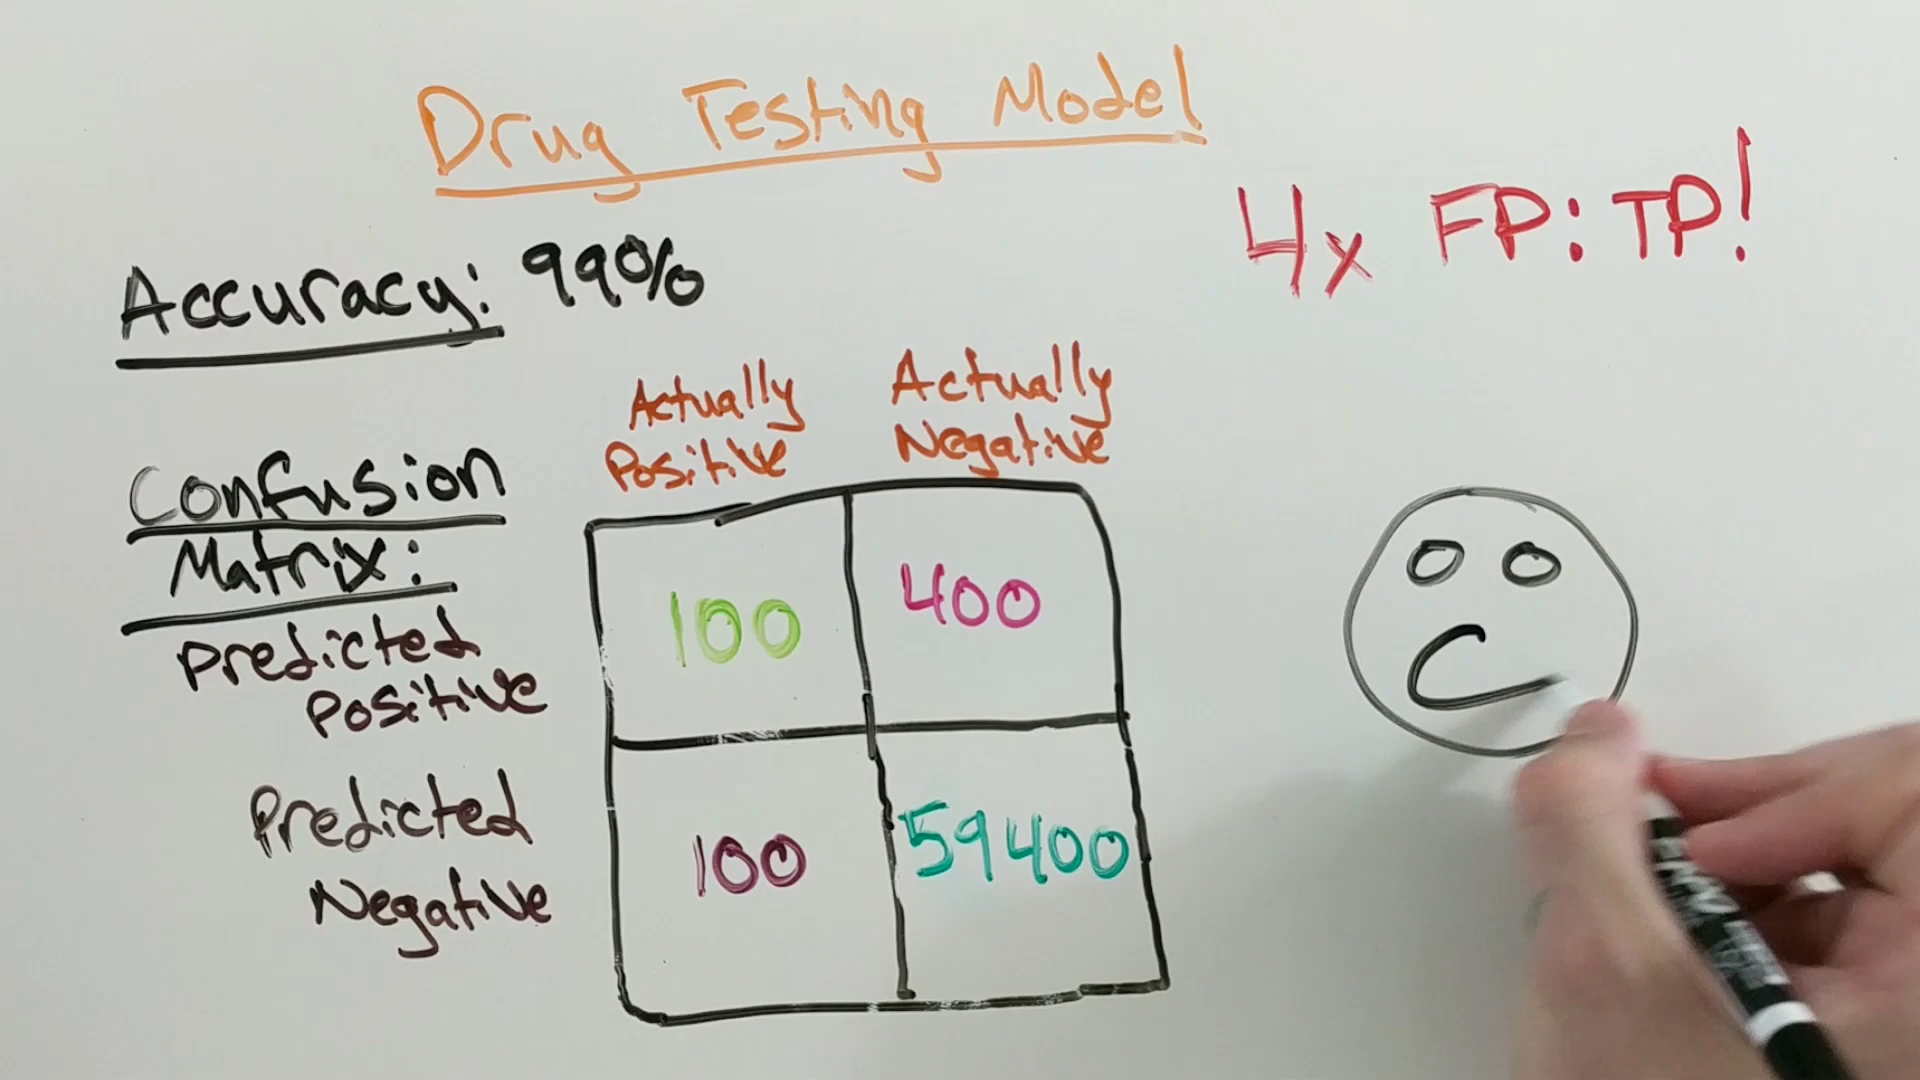 Drug Testing Model
4x FP: TP!
Accuracy: 99%
Actually Positive
Actually Negative
Confusion
Matrix:
Predicted
Positive
100
400
Predicted
Negative
100
59400